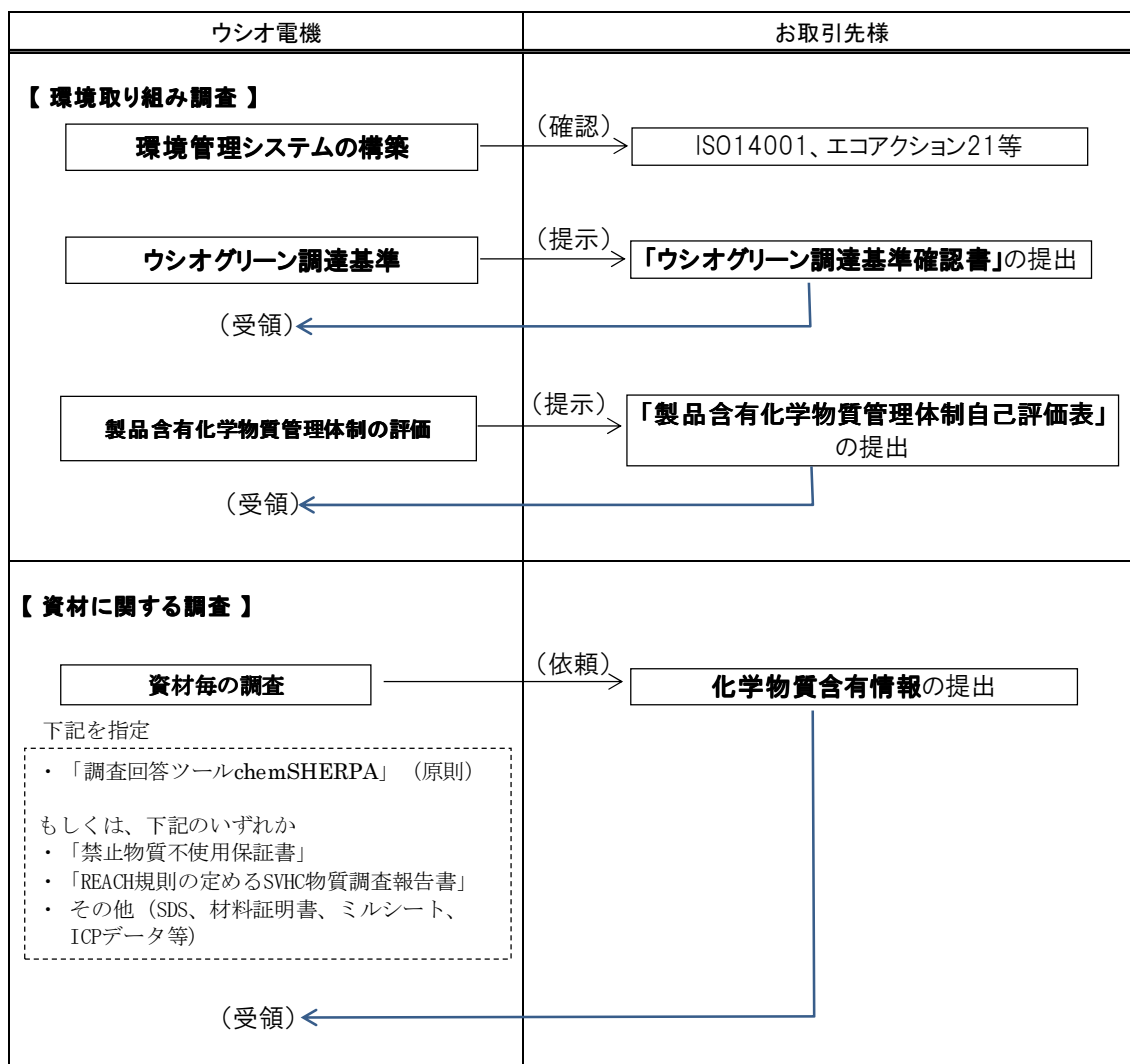 ウシオ電機
お取引先様
【 環境取り組み調査 】
環境管理システムの構築
（確認）
ISO14001、エコアクション21等
ウシオグリーン調達基準
（提示）
「ウシオグリーン調達基準確認書」の提出
（受領）
製品含有化学物質管理体制の評価
（提示）
「製品含有化学物質管理体制自己評価表」
の提出
（受領）
【 資材に関する調査 】
資材毎の調査
（依頼）
化学物質含有情報の提出
下記を指定
・「調査回答ツールchemSHERPA」（原則）
もしくは、下記のいずれか
・「禁止物質不使用保証書」
・「REACH規則の定めるSVHC物質調査報告書」
・ その他（SDS、材料証明書、ミルシート、
ICPデータ等）
（受領）